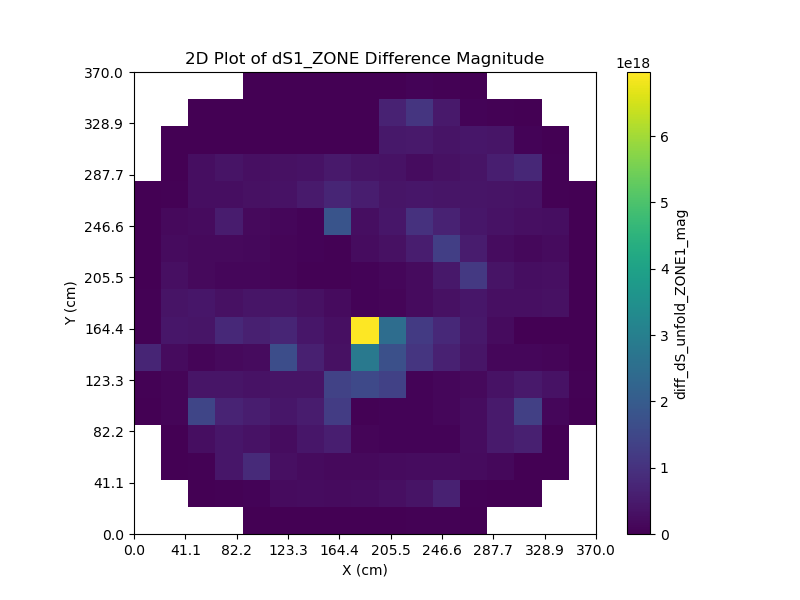 2D Plot of dS1_ZONE Difference Magnitude
1e18
370.0
328.9
287.7
246.6
205.5
164.4
123.3
82.2
41.1
0.0
Y (cm)
0.0 41.1 82.2 123.3 164.4 205.5 246.6 287.7 328.9 370.0
X (cm)
6
5
4
3
2
1
0
diff_dS_unfold_ZONE1_mag